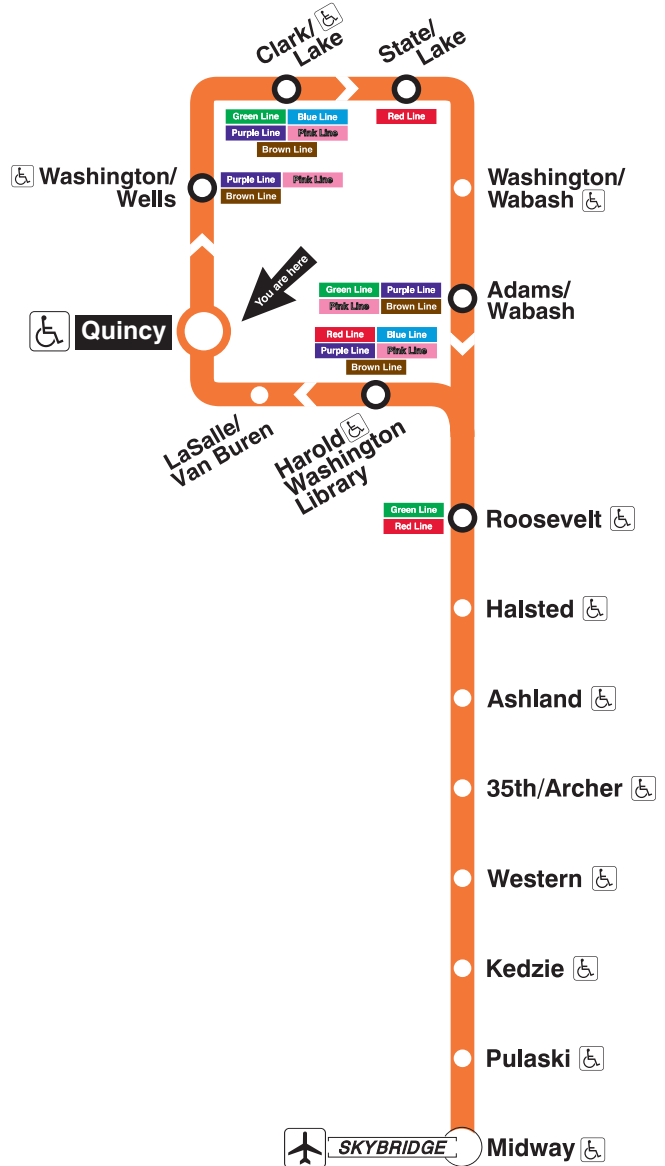 Clark/
Lake
State/
Lake
Green Line Blue Line
Purple Line Pink Line
Brown Line
Red Line
Washington/
Wells
Purple Line Pink Line
Brown Line
Washington/
Wabash
You are here
Quincy
Green Line Purple Line
Pink Line Brown Line
Adams/
Wabash
Red Line Blue Line
Purple Line Pink Line
Brown Line
LaSalle/
Van Buren
Harold
Washington
Library
Green Line
Red Line
Roosevelt
Halsted
Ashland
35th/Archer
Western
Kedzie
Pulaski
SKYBRIDGE
Midway